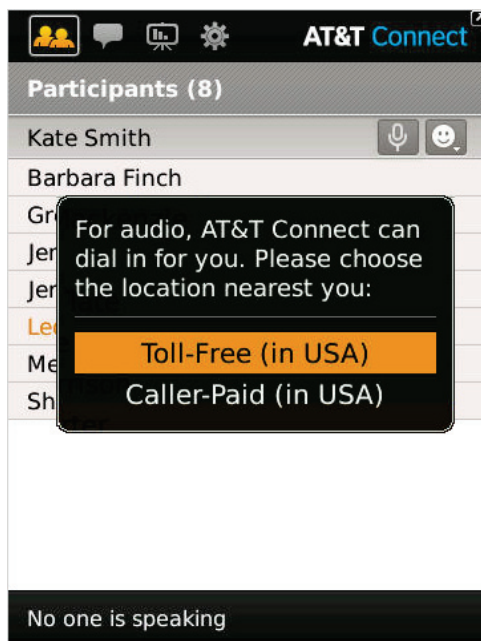 AT&T Connect
Participants (8)
Kate Smith
Barbara Finch
For audio, AT&T Connect can
dial in for you. Please choose
the location nearest you:
Toll-Free (in USA)
Caller-Paid (in USA)
No one is speaking